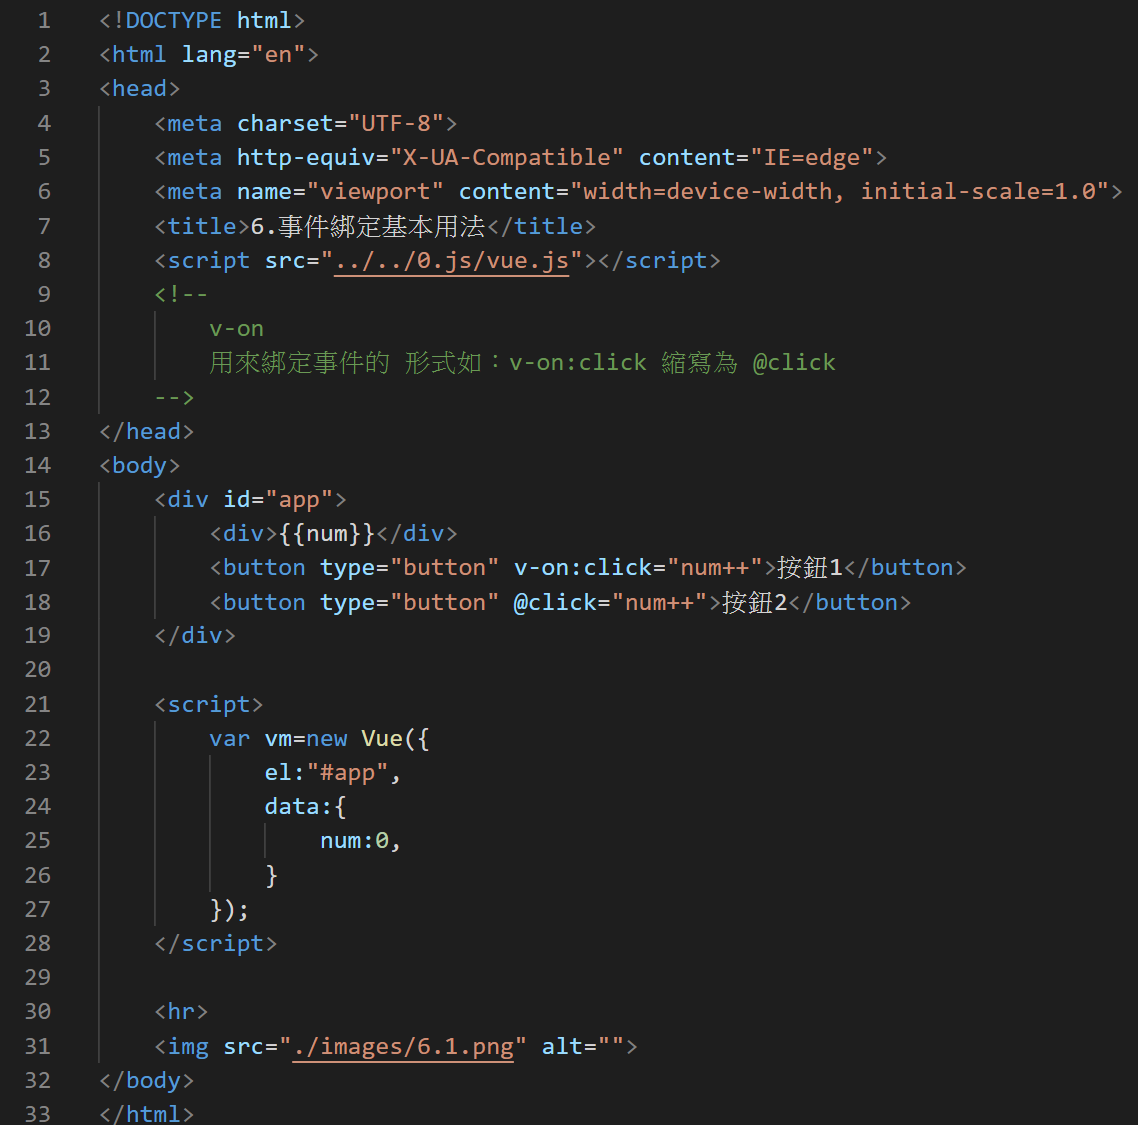 1 <!DOCTYPE html>
2 <html lang="en">
3 <head>
4     <meta charset="UTF-8">
5     <meta http-equiv="X-UA-Compatible" content="IE=edge">
6     <meta name="viewport" content="width=device-width, initial-scale=1.0">
7     <title>6.事件綁定基本用法</title>
8     <script src="../../0.js/vue.js"></script>
9     <!--
10         v-on
11         用來綁定事件的 形式如：v-on:click 縮寫為 @click
12     -->
13 </head>
14 <body>
15     <div id="app">
16         <div>{{num}}</div>
17         <button type="button" v-on:click="num++">按鈕1</button>
18         <button type="button" @click="num++">按鈕2</button>
19     </div>
20
21     <script>
22         var vm=new Vue({
23             el:"#app",
24             data:{
25                 num:0,
26             }
27         });
28     </script>
29
30     <hr>
31     <img src="./images/6.1.png" alt="">
32 </body>
33 </html>